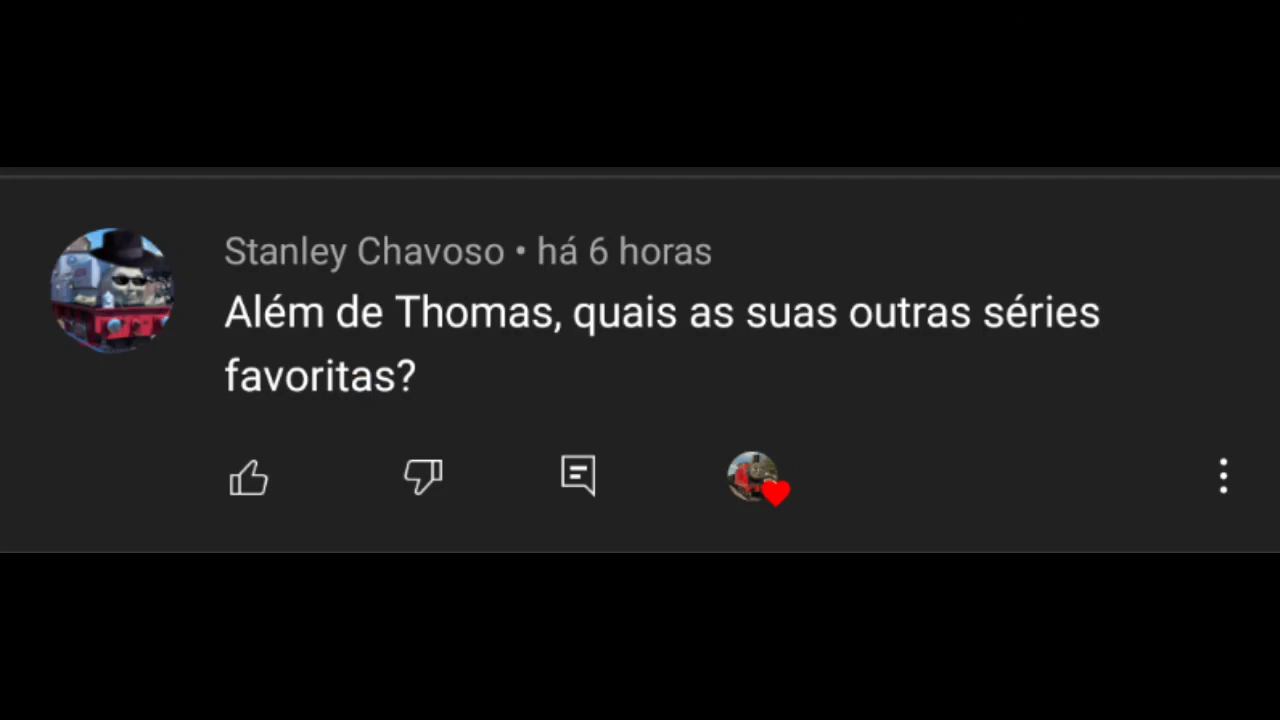 Stanley Chavoso • há 6 horas
Além de Thomas, quais as suas outras séries
favoritas?